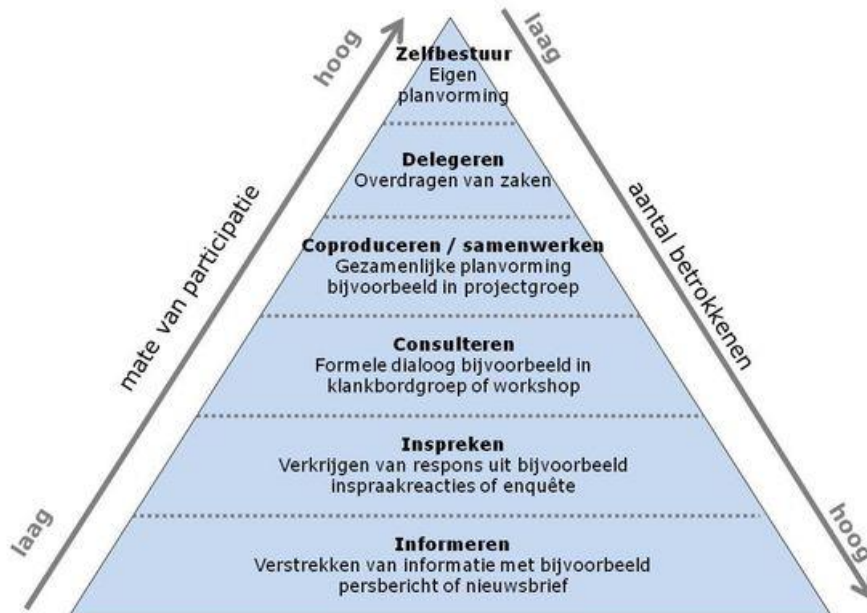 hoog
laag
Zelfbestuur
Eigen
planvorming
Delegeren
Overdragen van zaken
mate van participatie
aantal betrokkenen
Coproduceren / samenwerken
Gezamenlijke planvorming
bijvoorbeeld in projectgroep
Consulteren
Formele dialoog bijvoorbeeld in
klankbordgroep of workshop
Inspreken
Verkrijgen van respons uit bijvoorbeeld
inspraakreacties of enquête
laag
hoog
Informeren
Verstrekken van informatie met bijvoorbeeld
persbericht of nieuwsbrief